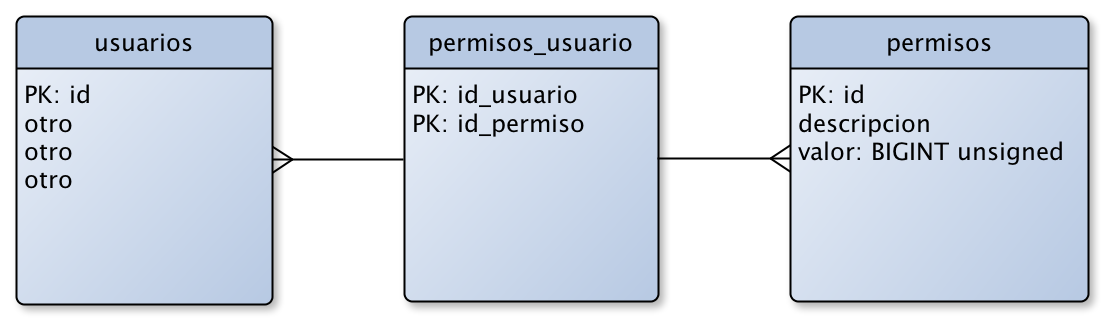 usuarios
PK: id
otro
otro
otro
permisos_usuario
PK: id_usuario
PK: id_permiso
permisos
PK: id
descripcion
valor: BIGINT unsigned